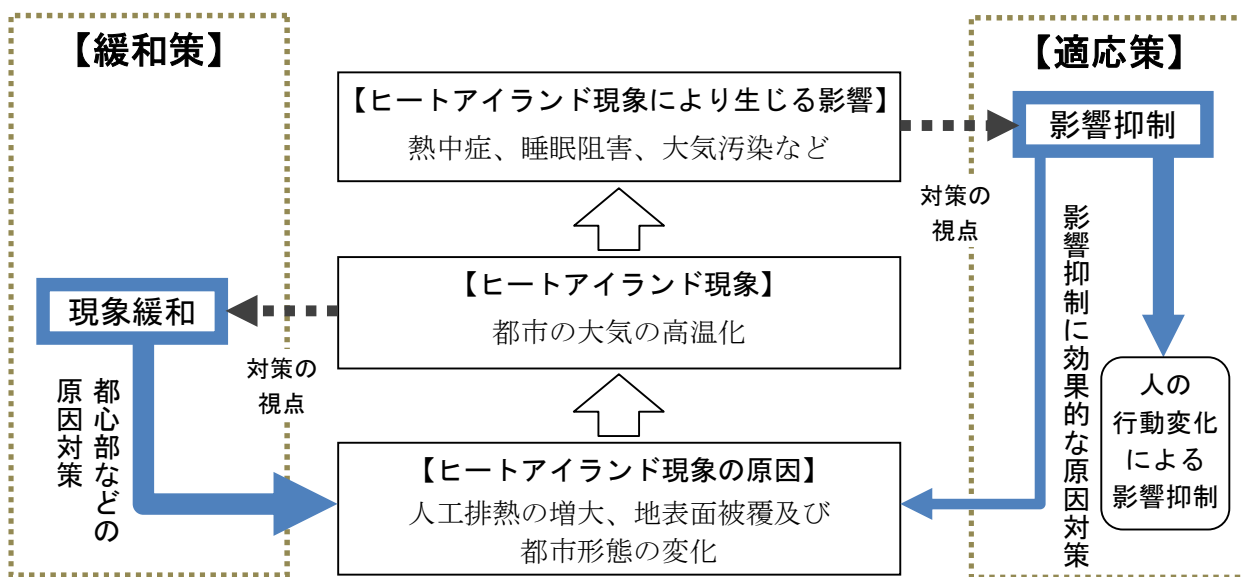 【緩和策】
【適応策】
【ヒートアイランド現象により生じる影響】
熱中症、睡眠阻害、大気汚染など
影響抑制
対策の
視点
【ヒートアイランド現象】
都市の大気の高温化
現象緩和
対策の
視点
都心部などの
原因対策
影響抑制に効果的な原因対策
人の
行動変化
による
影響抑制
【ヒートアイランド現象の原因】
人工排熱の増大、地表面被覆及び
都市形態の変化